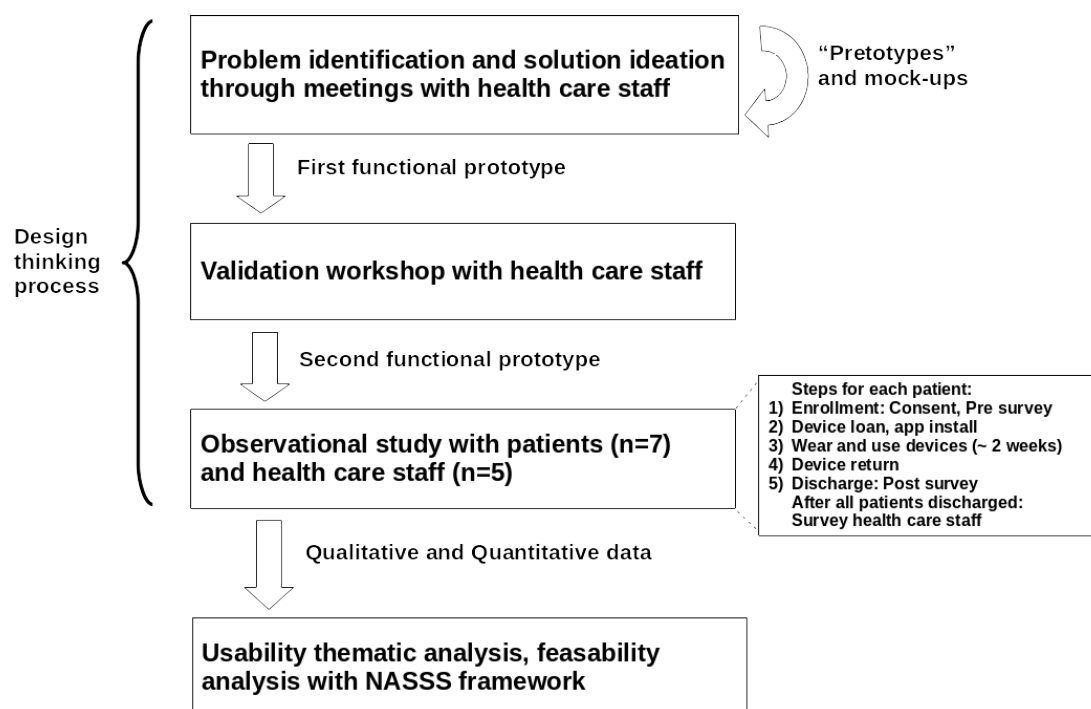 Problem identification and solution ideation
through meetings with health care staff
“Pretotypes”
and mock-ups
First functional prototype
Design
thinking
process
Validation workshop with health care staff
Second functional prototype
Observational study with patients (n=7)
and health care staff (n=5)
Steps for each patient:
1) Enrollment: Consent, Pre survey
2) Device loan, app install
3) Wear and use devices (~ 2 weeks)
4) Device return
5) Discharge: Post survey
After all patients discharged:
Survey health care staff
Qualitative and Quantitative data
Usability thematic analysis, feasability
analysis with NASSS framework